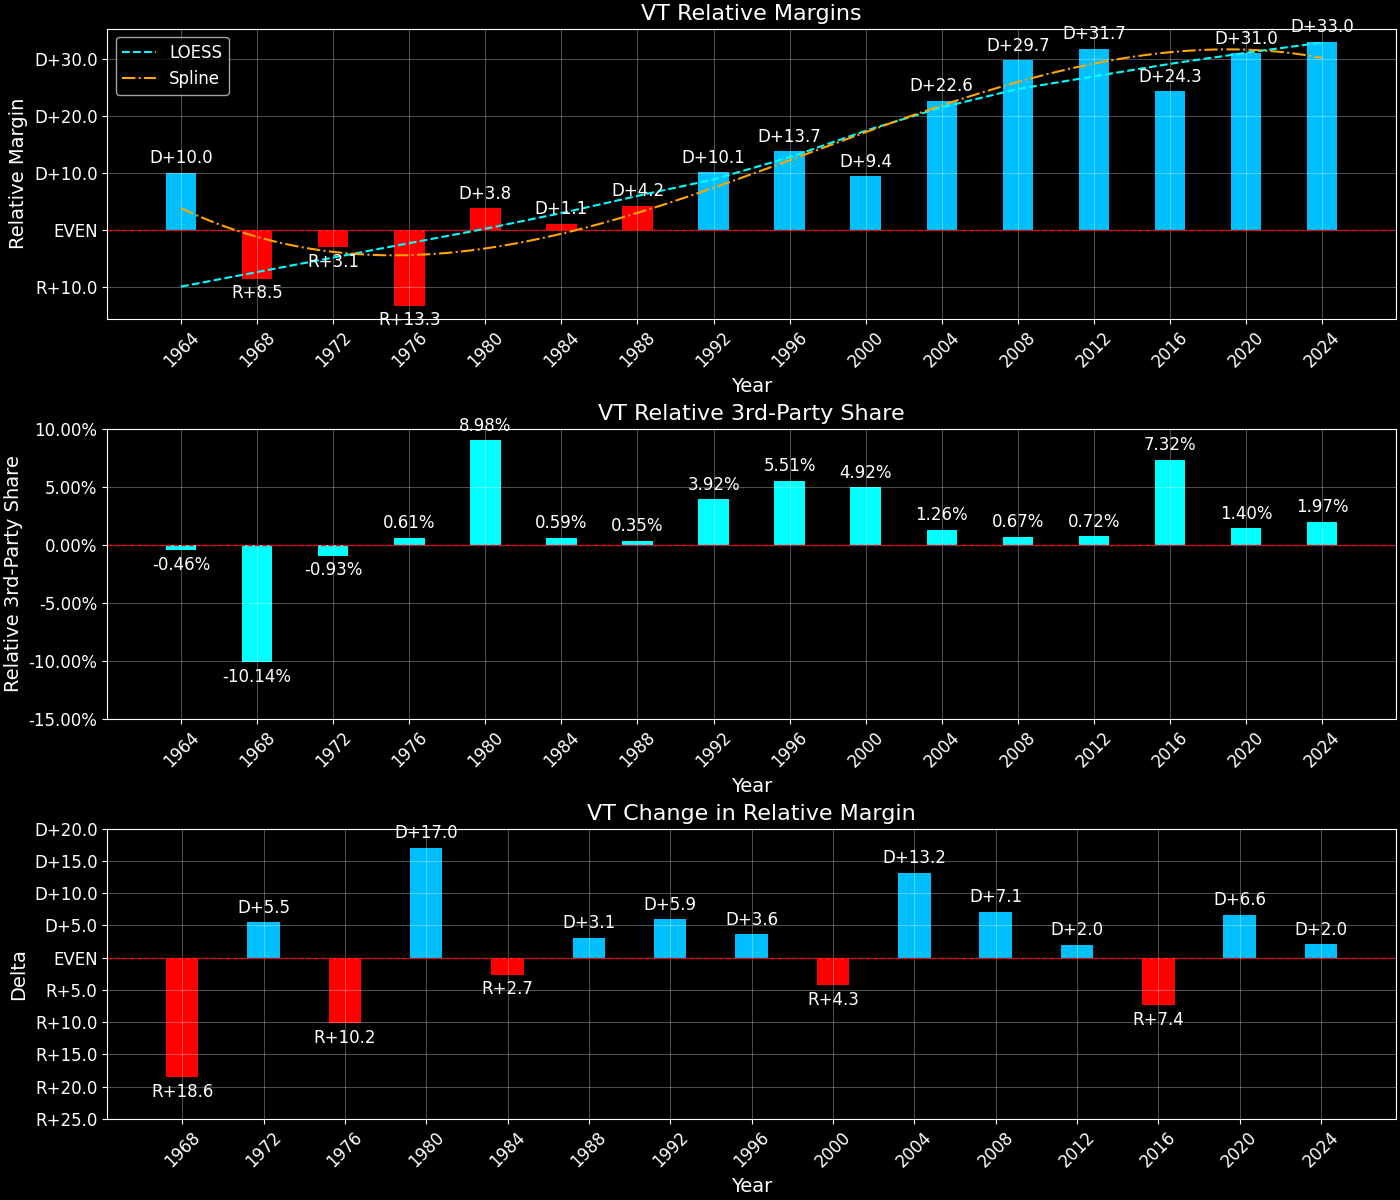 VT Relative Margins
LOESS
Spline
Relative Margin
D+30.0
D+20.0
D+10.0
EVEN
R+10.0
D+10.0
R+8.5
R+3.1
R+13.3
D+3.8
D+1.1
D+4.2
D+10.1
D+13.7
D+9.4
D+22.6
D+29.7
D+31.7
D+24.3
D+31.0
D+33.0
1964
1968
1972
1976
1980
1984
1988
1992
1996
2000
2004
2008
2012
2016
2020
2024
Year
VT Relative 3rd-Party Share
Relative 3rd-Party Share
10.00%
5.00%
0.00%
-5.00%
-10.00%
-15.00%
-0.46%
-10.14%
-0.93%
0.61%
8.98%
0.59%
0.35%
3.92%
5.51%
4.92%
1.26%
0.67%
0.72%
7.32%
1.40%
1.97%
1964
1968
1972
1976
1980
1984
1988
1992
1996
2000
2004
2008
2012
2016
2020
2024
Year
VT Change in Relative Margin
Delta
D+20.0
D+15.0
D+10.0
D+5.0
EVEN
R+5.0
R+10.0
R+15.0
R+20.0
R+25.0
R+18.6
D+5.5
R+10.2
D+17.0
R+2.7
D+3.1
D+5.9
D+3.6
R+4.3
D+13.2
D+7.1
D+2.0
R+7.4
D+6.6
D+2.0
1968
1972
1976
1980
1984
1988
1992
1996
2000
2004
2008
2012
2016
2020
2024
Year